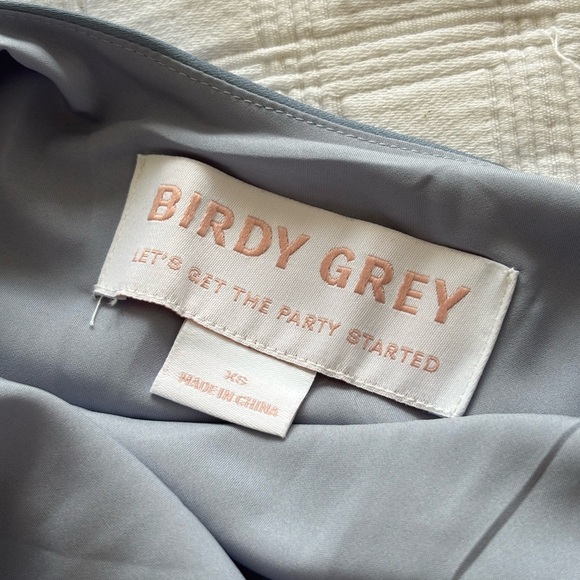 BIRDY GREY
LET'S GET THE PARTY STARTED
XS
MADE IN CHINA